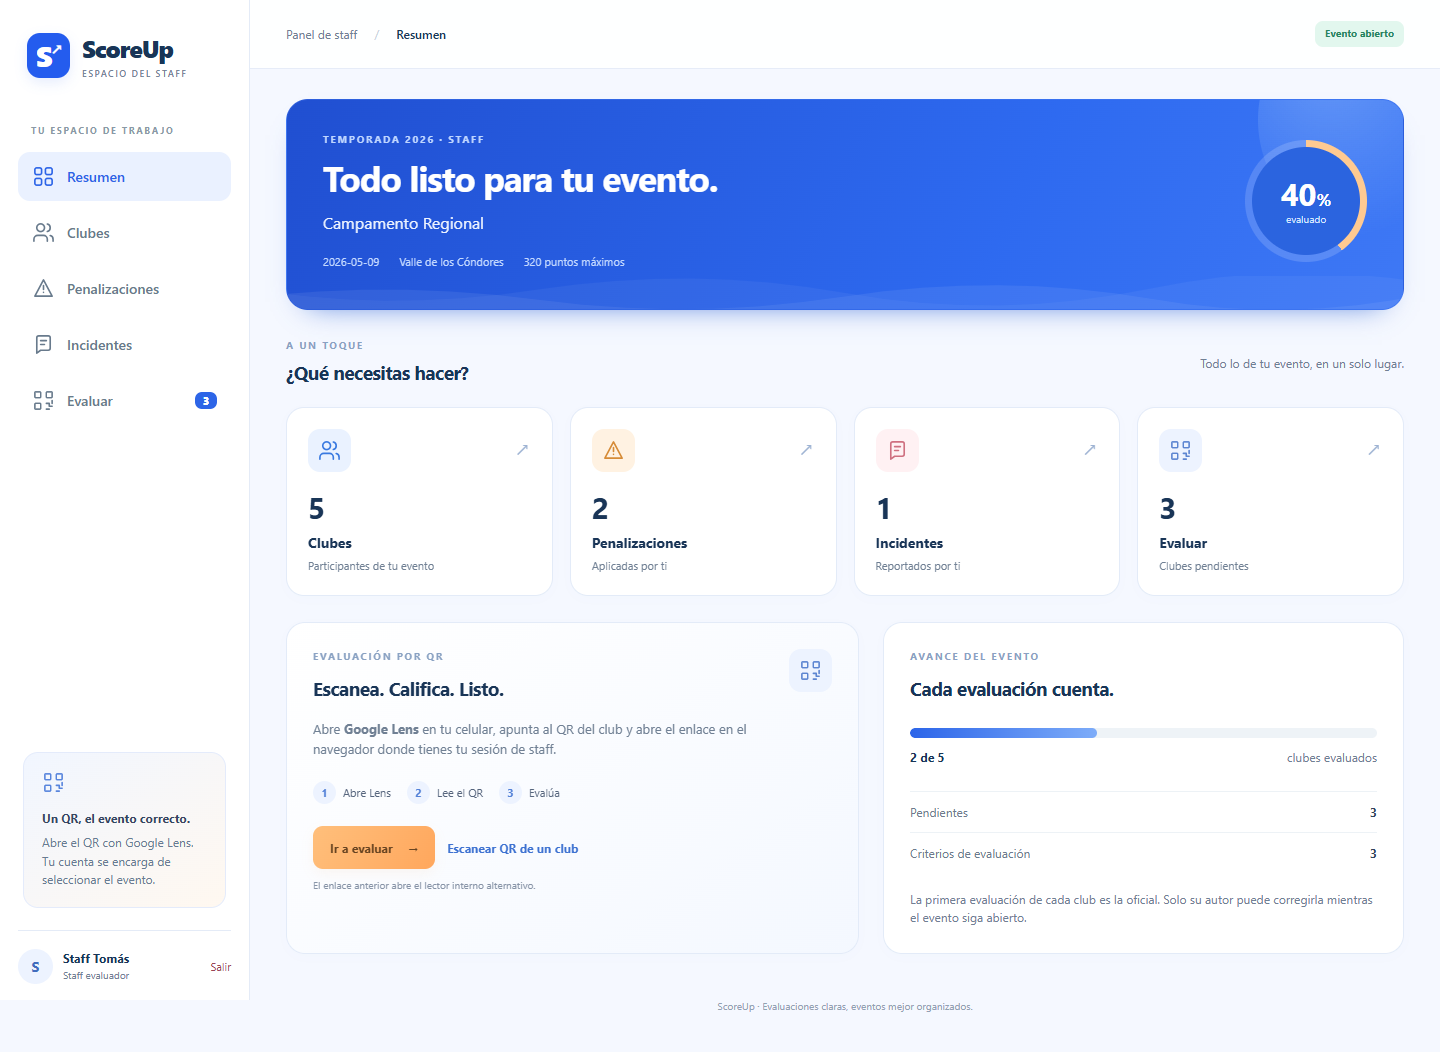 ScoreUp
ESPACIO DEL STAFF
TU ESPACIO DE TRABAJO
Resumen
Clubes
Penalizaciones
Incidentes
Evaluar 3
Un QR, el evento correcto.
Abre el QR con Google Lens.
Tu cuenta se encarga de
seleccionar el evento.
S
Staff Tomás
Staff evaluador
Salir
Panel de staff / Resumen
Evento abierto
TEMPORADA 2026 · STAFF
Todo listo para tu evento.
Campamento Regional
2026-05-09 Valle de los Cóndores 320 puntos máximos
40%
evaluado
A UN TOQUE
¿Qué necesitas hacer?
Todo lo de tu evento, en un solo lugar.
↗
5
Clubes
Participantes de tu evento
↗
2
Penalizaciones
Aplicadas por ti
↗
1
Incidentes
Reportados por ti
↗
3
Evaluar
Clubes pendientes
EVALUACIÓN POR QR
Escanea. Califica. Listo.
Abre Google Lens en tu celular, apunta al QR del club y abre el enlace en el
navegador donde tienes tu sesión de staff.
1 Abre Lens 2 Lee el QR 3 Evalúa
Ir a evaluar → Escanear QR de un club
El enlace anterior abre el lector interno alternativo.
AVANCE DEL EVENTO
Cada evaluación cuenta.
2 de 5 clubes evaluados
Pendientes 3
Criterios de evaluación 3
La primera evaluación de cada club es la oficial. Solo su autor puede corregirla mientras
el evento siga abierto.
ScoreUp · Evaluaciones claras, eventos mejor organizados.